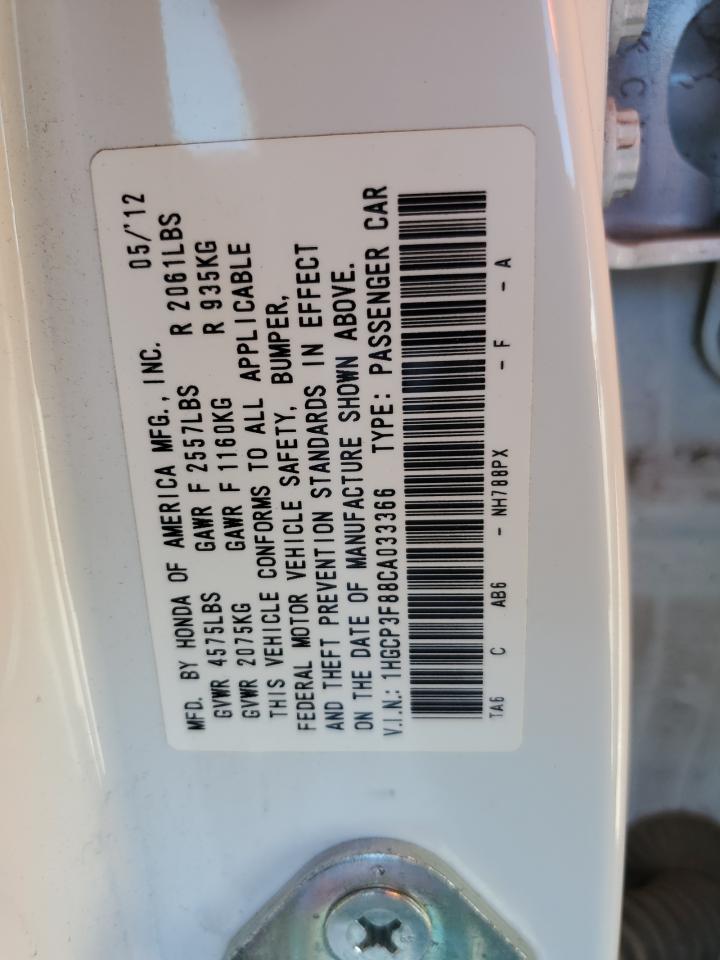 MFD. BY HONDA OF AMERICA MFG., INC. 05/'12
GVWR 4575LBS GAWR F 2557LBS R 2061LBS
GVWR 2075KG GAWR F 1160KG R 935KG
THIS VEHICLE CONFORMS TO ALL APPLICABLE
FEDERAL MOTOR VEHICLE SAFETY, BUMPER,
AND THEFT PREVENTION STANDARDS IN EFFECT
ON THE DATE OF MANUFACTURE SHOWN ABOVE.
V.I.N.: 1HGCP3F88CA033366 TYPE: PASSENGER CAR
TA6 C AB6 - NH788PX - F - A